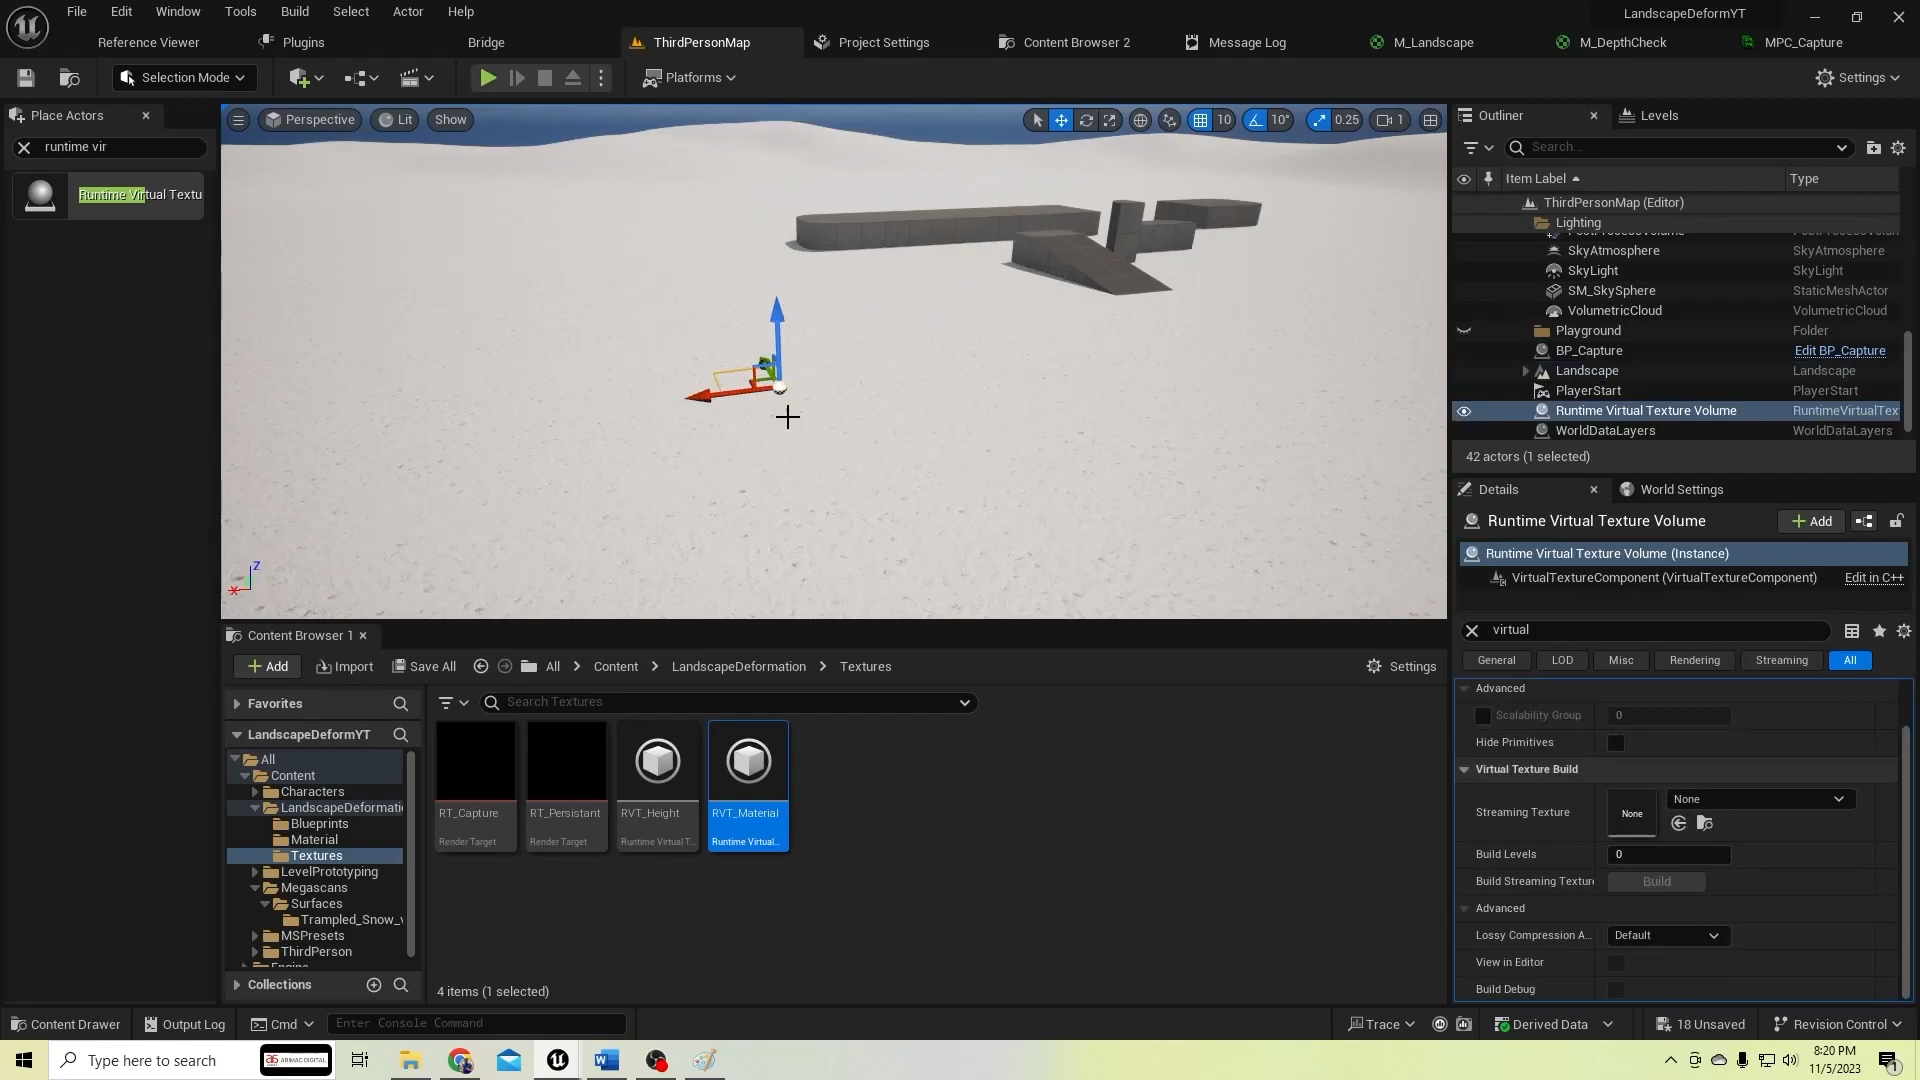 File Edit Window Tools Build Select Actor Help
LandscapeDeformYT
Reference Viewer Plugins Bridge ThirdPersonMap Project Settings Content Browser 2 Message Log M_Landscape M_DepthCheck MPC_Capture
Selection Mode Platforms Settings
Place Actors
runtime vir
Runtime Virtual Textu
Perspective Lit Show 10 10° 0.25 1
Z
X
Outliner Levels
Search...
Item Label Type
ThirdPersonMap (Editor)
Lighting
SkyAtmosphere SkyAtmosphere
SkyLight SkyLight
SM_SkySphere StaticMeshActor
VolumetricCloud VolumetricCloud
Playground Folder
BP_Capture Edit BP_Capture
Landscape Landscape
PlayerStart PlayerStart
Runtime Virtual Texture Volume RuntimeVirtualTex
WorldDataLayers WorldDataLayers
42 actors (1 selected)
Details World Settings
Runtime Virtual Texture Volume Add
Runtime Virtual Texture Volume (Instance)
VirtualTextureComponent (VirtualTextureComponent) Edit in C++
virtual
General LOD Misc Rendering Streaming All
Advanced
Scalability Group 0
Hide Primitives
Virtual Texture Build
Streaming Texture None None
Build Levels 0
Build Streaming Texture Build
Advanced
Lossy Compression A... Default
View in Editor
Build Debug
Content Browser 1
Add Import Save All All Content LandscapeDeformation Textures Settings
Favorites
Search Textures
LandscapeDeformYT
All
Content
Characters
LandscapeDeformati
Blueprints
Material
Textures
LevelPrototyping
Megascans
Surfaces
Trampled_Snow_v
MSPresets
ThirdPerson
Collections
RT_Capture RT_Persistant RVT_Height RVT_Material
Render Target Render Target Runtime Virtual T... Runtime Virtual...
4 items (1 selected)
Content Drawer Output Log Cmd Enter Console Command Trace Derived Data 18 Unsaved Revision Control
Type here to search ARIMAC DIGITAL
8:20 PM
11/5/2023
1